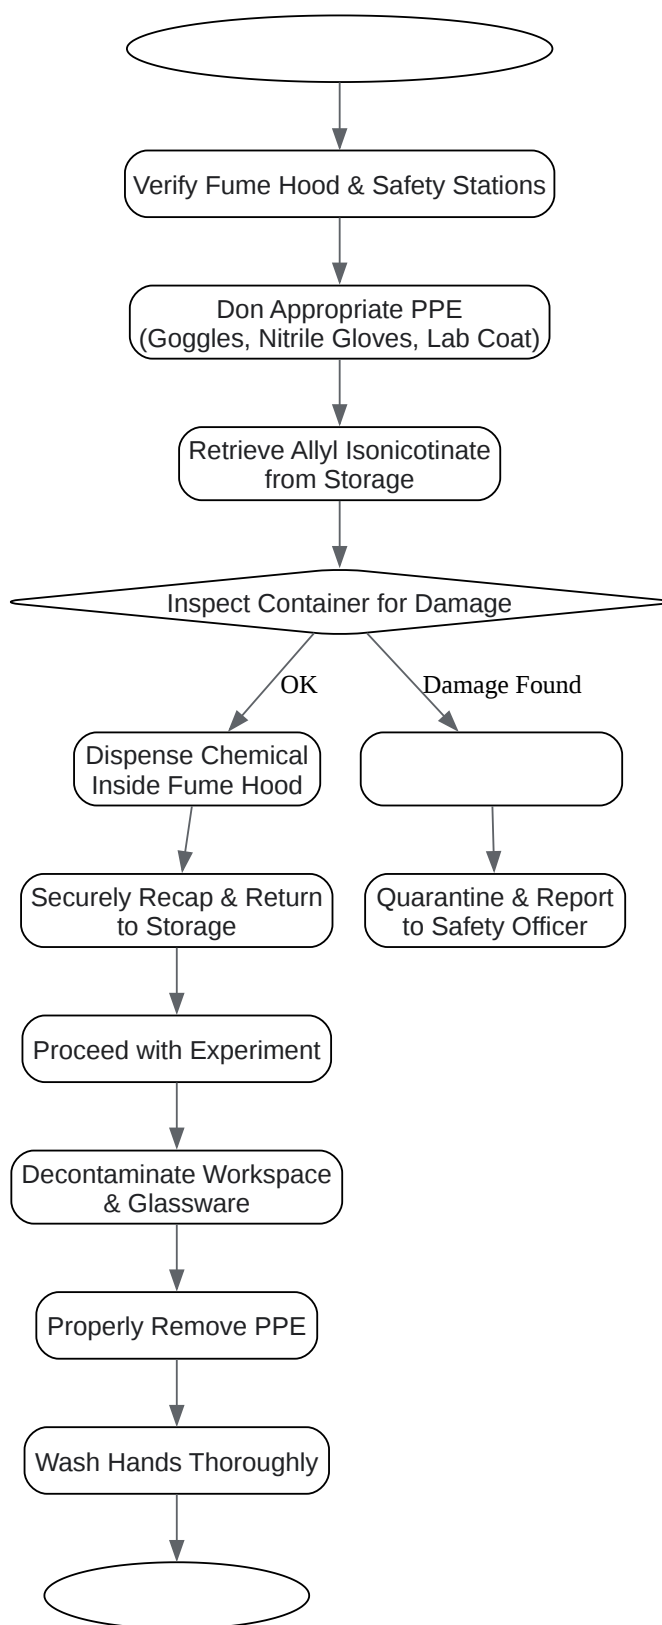 Verify Fume Hood & Safety Stations
Don Appropriate PPE
(Goggles, Nitrile Gloves, Lab Coat)
Retrieve Allyl Isonicotinate
from Storage
Inspect Container for Damage
OK
Damage Found
Dispense Chemical
Inside Fume Hood
Securely Recap & Return
to Storage
Quarantine & Report
to Safety Officer
Proceed with Experiment
Decontaminate Workspace
& Glassware
Properly Remove PPE
Wash Hands Thoroughly